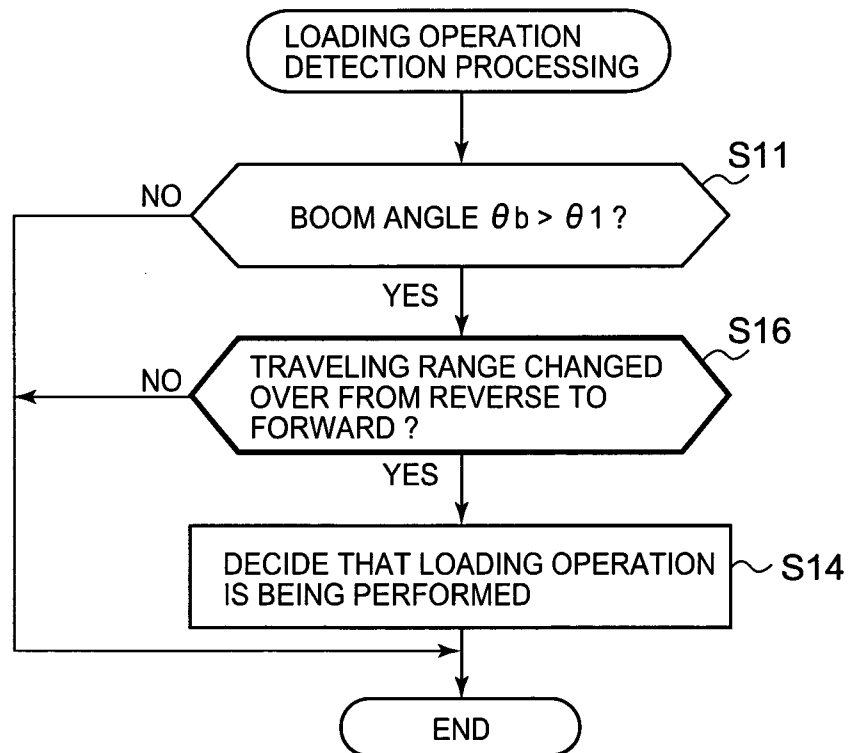 LOADING OPERATION
DETECTION PROCESSING
S11
NO
BOOM ANGLE θb > θ1 ?
YES
S16
NO
TRAVELING RANGE CHANGED
OVER FROM REVERSE TO
FORWARD ?
YES
DECIDE THAT LOADING OPERATION
IS BEING PERFORMED
S14
END